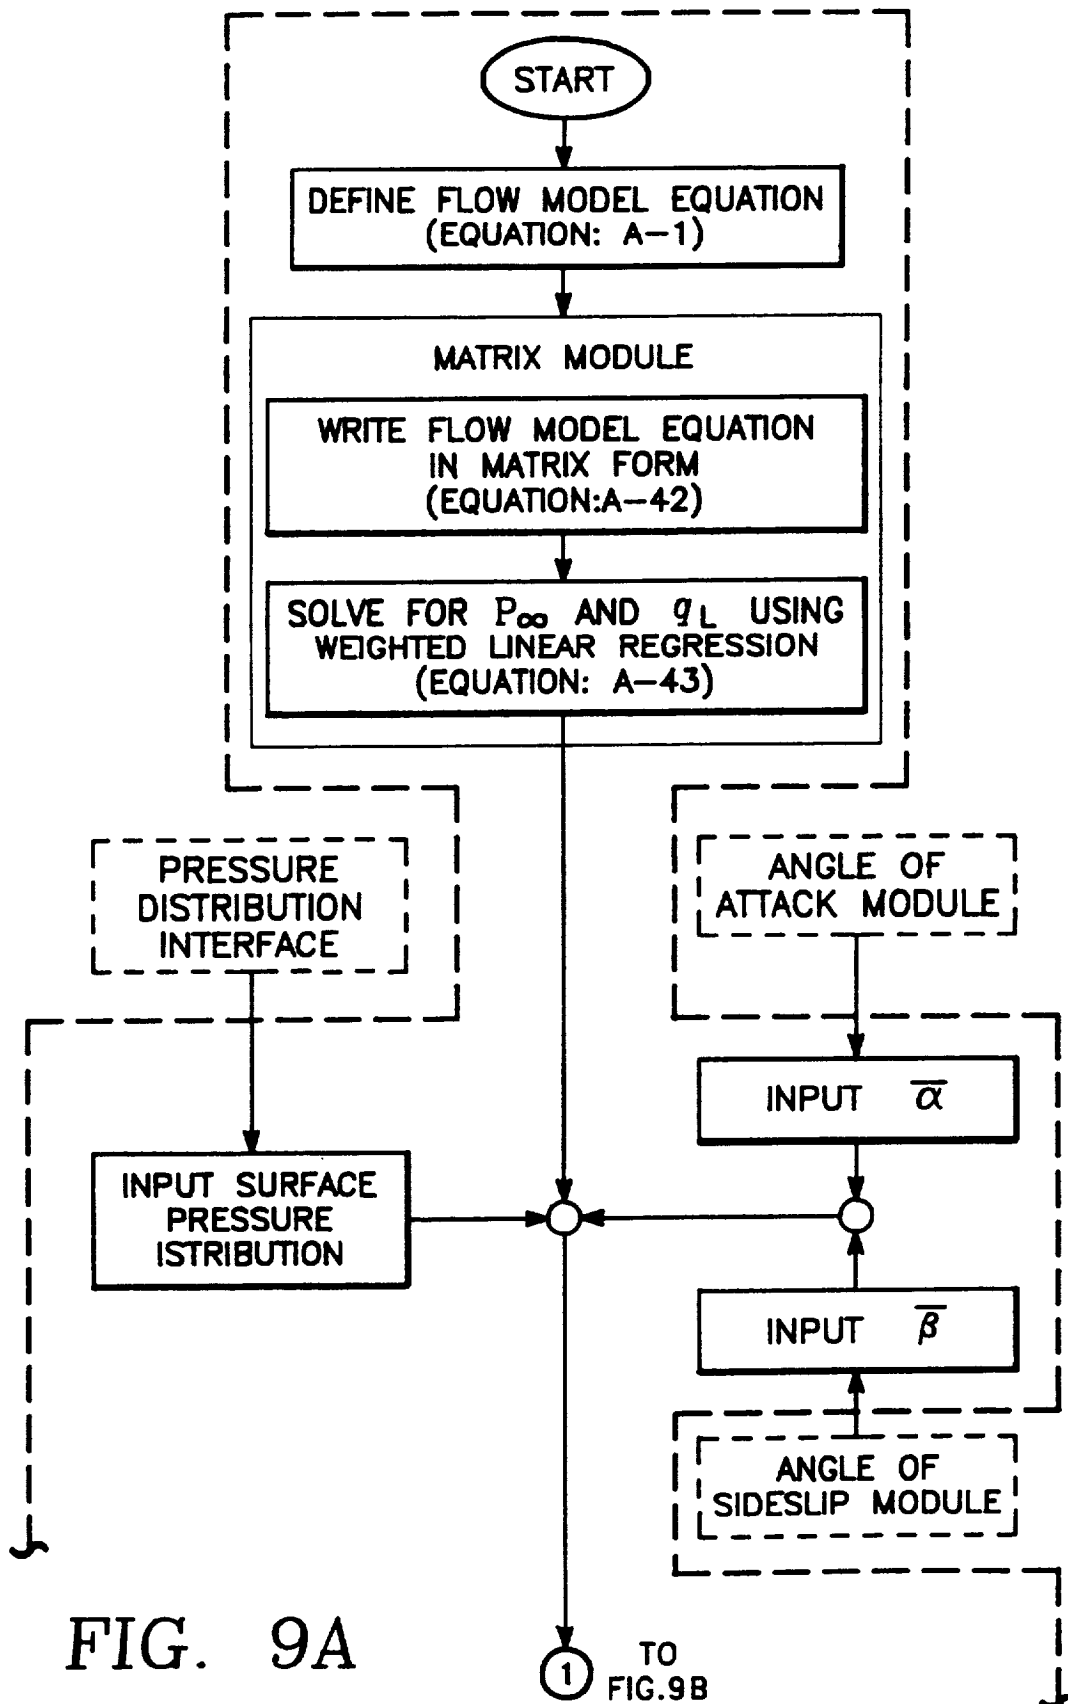 START
DEFINE FLOW MODEL EQUATION
(EQUATION: A-1)
MATRIX MODULE
WRITE FLOW MODEL EQUATION
IN MATRIX FORM
(EQUATION:A-42)
SOLVE FOR P∞ AND qL USING
WEIGHTED LINEAR REGRESSION
(EQUATION: A-43)
PRESSURE
DISTRIBUTION
INTERFACE
ANGLE OF
ATTACK MODULE
INPUT α̅
INPUT SURFACE
PRESSURE
ISTRIBUTION
INPUT β̅
ANGLE OF
SIDESLIP MODULE
FIG. 9A
1
TO
FIG.9B